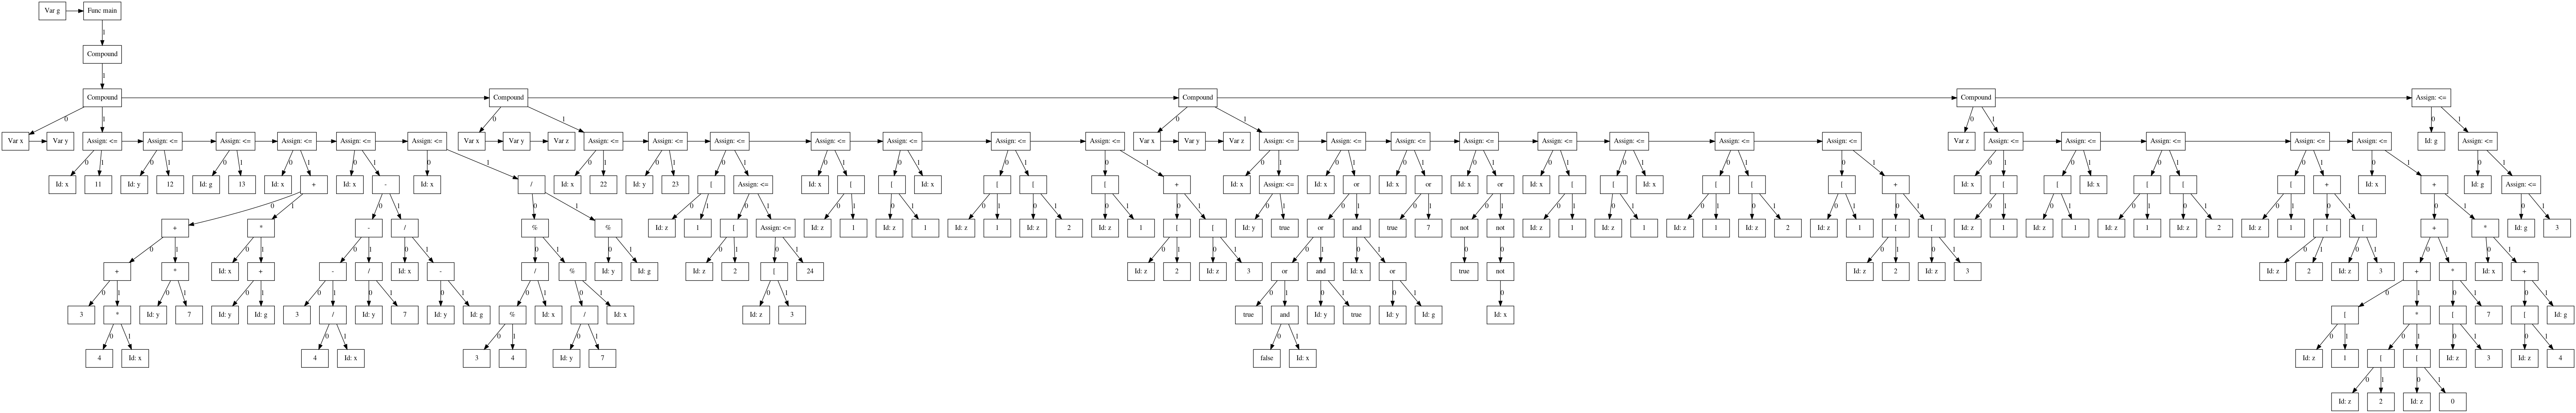 Var g Func main
1
Compound
1
Compound Compound Compound Compound Assign: <=
0 1 0 1 0 1 0 1 0 1
Var x Var y Assign: <= Assign: <= Assign: <= Assign: <= Assign: <= Assign: <= Var x Var y Var z Assign: <= Assign: <= Assign: <= Assign: <= Assign: <= Assign: <= Assign: <= Var x Var y Var z Assign: <= Assign: <= Assign: <= Assign: <= Assign: <= Assign: <= Assign: <= Assign: <= Var z Assign: <= Assign: <= Assign: <= Assign: <= Assign: <= Id: g Assign: <=
0 1 0 1 0 1 0 1 0 1 0 1 0 1 0 1 0 1 0 1 0 1 0 1 0 1 0 1 0 1 0 1 0 1 0 1 0 1 0 1 0 1 0 1 0 1 0 1 0 1 0 1 0 1
Id: x 11 Id: y 12 Id: g 13 Id: x + Id: x - Id: x / Id: x 22 Id: y 23 [ Assign: <= Id: x [ [ Id: x [ [ [ + Id: x Assign: <= Id: x or Id: x or Id: x or Id: x [ [ Id: x [ [ [ + Id: x [ [ Id: x [ [ [ + Id: x + Id: g Assign: <=
0 1 0 1 0 1 0 1 0 1 0 1 0 1 0 1 0 1 0 1 0 1 0 1 0 1 0 1 0 1 0 1 0 1 0 1 0 1 0 1 0 1 0 1 0 1 0 1 0 1 0 1 0 1 0 1 0 1
+ * - / % % Id: z 1 [ Assign: <= Id: z 1 Id: z 1 Id: z 1 Id: z 2 Id: z 1 [ [ Id: y true or and true 7 not not Id: z 1 Id: z 1 Id: z 1 Id: z 2 Id: z 1 [ [ Id: z 1 Id: z 1 Id: z 1 Id: z 2 Id: z 1 [ [ + * Id: g 3
0 1 0 1 0 1 0 1 0 1 0 1 0 1 0 1 0 1 0 1 0 1 0 1 0 0 0 1 0 1 0 1 0 1 0 1 0 1
+ * Id: x + - / Id: x - / % Id: y Id: g Id: z 2 [ 24 Id: z 2 Id: z 3 or and Id: x or true not Id: z 2 Id: z 3 Id: z 2 Id: z 3 + * Id: x +
0 1 0 1 0 1 0 1 0 1 0 1 0 1 0 1 0 1 0 1 0 1 0 1 0 0 1 0 1 0 1
3 * Id: y 7 Id: y Id: g 3 / Id: y 7 Id: y Id: g % Id: x / Id: x Id: z 3 true and Id: y true Id: y Id: g Id: x [ * [ 7 [ Id: g
0 1 0 1 0 1 0 1 0 1 0 1 0 1 0 1 0 1
4 Id: x 4 Id: x 3 4 Id: y 7 false Id: x Id: z 1 [ [ Id: z 3 Id: z 4
0 1 0 1
Id: z 2 Id: z 0